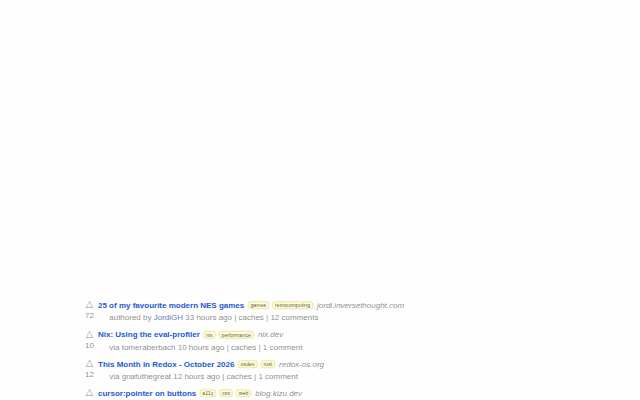 △ 25 of my favourite modern NES games games retrocomputing jordi.inversethought.com
72 authored by JordiGH 33 hours ago | caches | 12 comments
△ Nix: Using the eval-profiler nix performance nix.dev
10 via tomeraberbach 10 hours ago | caches | 1 comment
△ This Month in Redox - October 2026 osdev rust redox-os.org
12 via gnafuthegreat 12 hours ago | caches | 1 comment
△ cursor:pointer on buttons a11y css web blog.kizu.dev